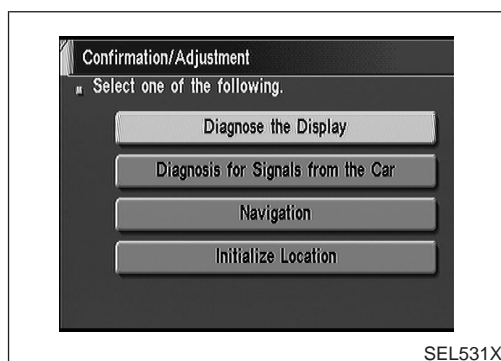 Confirmation/Adjustment
Select one of the following.
Diagnose the Display
Diagnosis for Signals from the Car
Navigation
Initialize Location
SEL531X